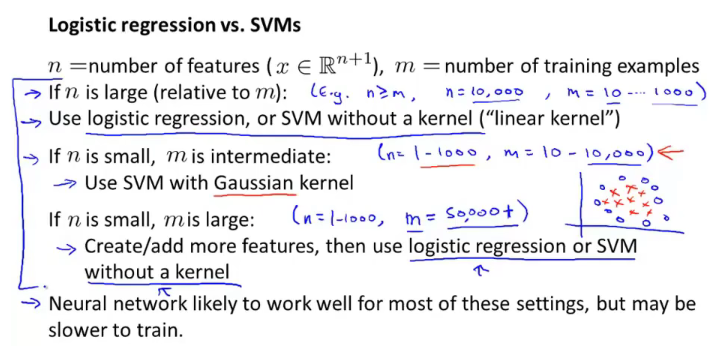 Logistic regression vs. SVMs
n =number of features (x ∈ ℝⁿ⁺¹), m = number of training examples
→ If n is large (relative to m): (E.g. n ≥ m, n = 10,000, m = 10 ... 1000)
→ Use logistic regression, or SVM without a kernel (“linear kernel”)
→ If n is small, m is intermediate: (n = 1-1000, m = 10 - 10,000) ←
→ Use SVM with Gaussian kernel
If n is small, m is large: (n = 1-1000, m = 50,000+)
→ Create/add more features, then use logistic regression or SVM
without a kernel
→ Neural network likely to work well for most of these settings, but may be
slower to train.